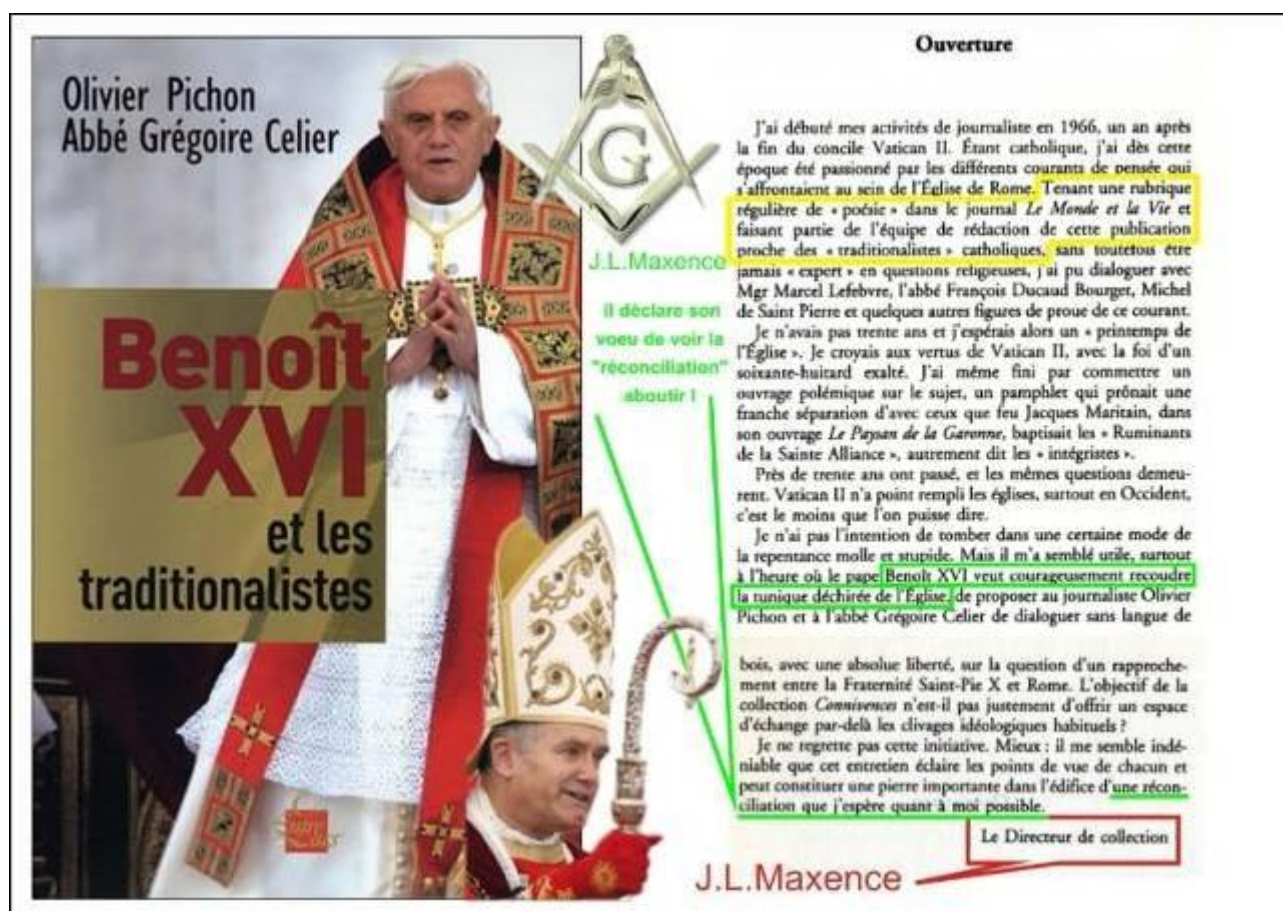 Olivier Pichon
Abbé Grégoire Celier
Benoît
XVI
et les
traditionalistes
G
J.L.Maxence
il déclare son
voeu de voir la
"réconciliation"
aboutir !
Ouverture
J'ai débuté mes activités de journaliste en 1966, un an après
la fin du concile Vatican II. Étant catholique, j'ai dès cette
époque été passionné par les différents courants de pensée qui
s'affrontaient au sein de l'Église de Rome. Tenant une rubrique
régulière de « poésie » dans le journal Le Monde et la Vie et
faisant partie de l'équipe de rédaction de cette publication
proche des « traditionalistes » catholiques, sans toutefois être
jamais « expert » en questions religieuses, j'ai pu dialoguer avec
Mgr Marcel Lefebvre, l'abbé François Ducaud Bourget, Michel
de Saint Pierre et quelques autres figures de proue de ce courant.
Je n'avais pas trente ans et j'espérais alors un « printemps de
l'Église ». Je croyais aux vertus de Vatican II, avec la foi d'un
soixante-huitard exalté. J'ai même fini par commettre un
ouvrage polémique sur le sujet, un pamphlet qui prônait une
franche séparation d'avec ceux que feu Jacques Maritain, dans
son ouvrage Le Paysan de la Garonne, baptisait les « Ruminants
de la Sainte Alliance », autrement dit les « intégristes ».
Près de trente ans ont passé, et les mêmes questions demeu-
rent. Vatican II n'a point rempli les églises, surtout en Occident,
c'est le moins que l'on puisse dire.
Je n'ai pas l'intention de tomber dans une certaine mode de
la repentance molle et stupide. Mais il m'a semblé utile, surtout
à l'heure où le pape Benoît XVI veut courageusement recoudre
la tunique déchirée de l'Église, de proposer au journaliste Olivier
Pichon et à l'abbé Grégoire Celier de dialoguer sans langue de
bois, avec une absolue liberté, sur la question d'un rapproche-
ment entre la Fraternité Saint-Pie X et Rome. L'objectif de la
collection Connivences n'est-il pas justement d'offrir un espace
d'échange par-delà les clivages idéologiques habituels ?
Je ne regrette pas cette initiative. Mieux : il me semble indé-
niable que cet entretien éclaire les points de vue de chacun et
peut constituer une pierre importante dans l'édifice d'une récon-
ciliation que j'espère quant à moi possible.
Le Directeur de collection
J.L.Maxence